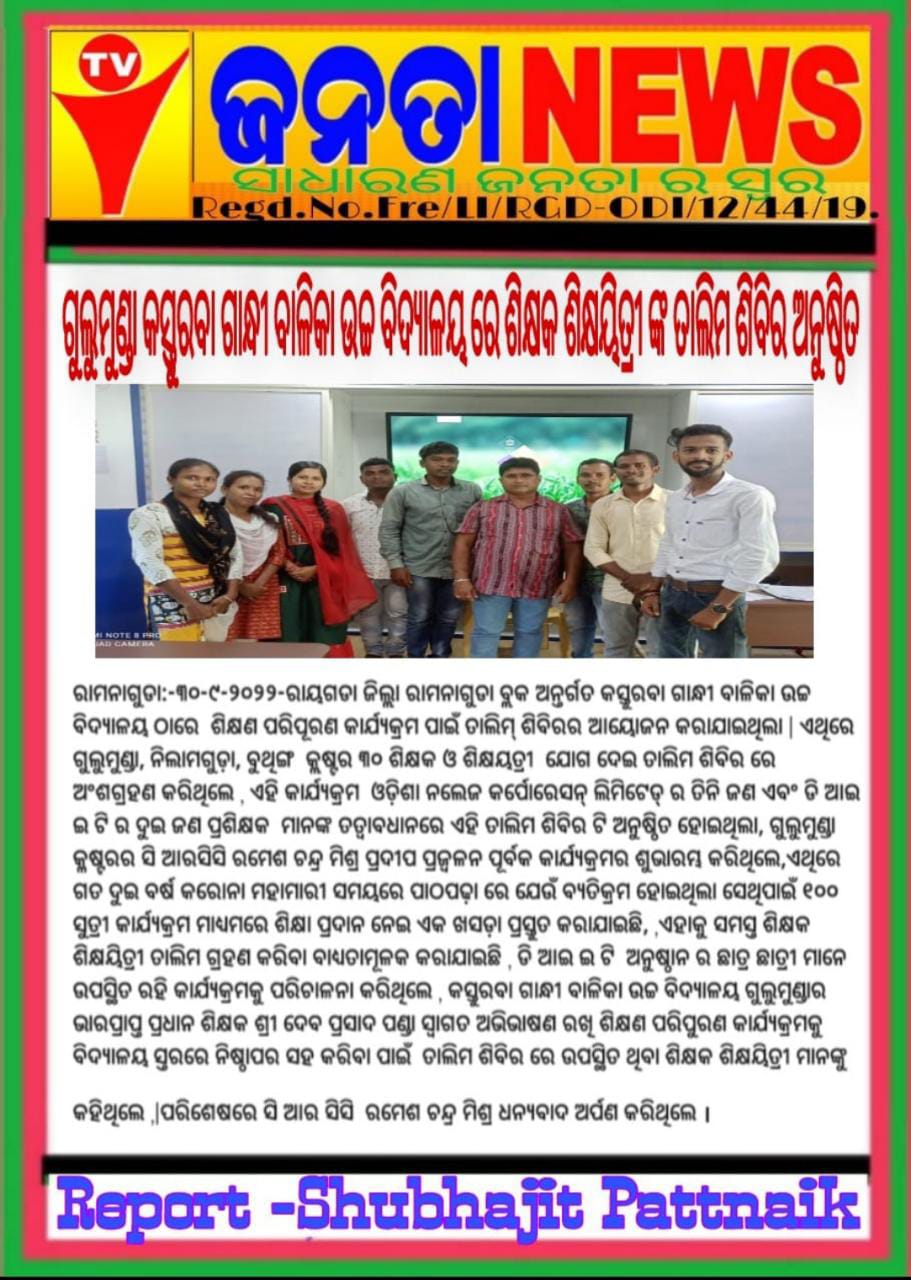 TV
ଜନତା NEWS
ସାଧାରଣ ଜନତା ର ସ୍ୱର
Regd.No.Fre/LI/RGD-ODI/12/44/19.
ଗୁଲୁମୁଣ୍ଡା କସ୍ତୁରବା ଗାନ୍ଧୀ ବାଳିକା ଉଚ୍ଚ ବିଦ୍ୟାଳୟ ରେ ଶିକ୍ଷକ ଶିକ୍ଷୟିତ୍ରୀ ଙ୍କ ତାଲିମ ଶିବିର ଅନୁଷ୍ଠିତ
MI NOTE 8 PRO
AD CAMERA
ରାମନାଗୁଡା:-୩୦-୯-୨୦୨୨-ରାୟଗଡା ଜିଲ୍ଲା ରାମନାଗୁଡା ବ୍ଲକ ଅନ୍ତର୍ଗତ କସ୍ତୁରବା ଗାନ୍ଧୀ ବାଳିକା ଉଚ୍ଚ
ବିଦ୍ୟାଳୟ ଠାରେ ଶିକ୍ଷଣ ପରିପୂରଣ କାର୍ଯ୍ୟକ୍ରମ ପାଇଁ ତାଲିମ୍ ଶିବିରର ଆୟୋଜନ କରାଯାଇଥିଲା | ଏଥିରେ
ଗୁଲୁମୁଣ୍ଡା, ନିଲାମଗୁଡ଼ା, ବୁଥିଙ୍ଗ କ୍ଲଷ୍ଟର ୩୦ ଶିକ୍ଷକ ଓ ଶିକ୍ଷୟତ୍ରୀ ଯୋଗ ଦେଇ ତାଲିମ ଶିବିର ରେ
ଅଂଶଗ୍ରହଣ କରିଥିଲେ , ଏହି କାର୍ଯ୍ୟକ୍ରମ ଓଡ଼ିଶା ନଲେଜ କର୍ପୋରେସନ୍ ଲିମିଟେଡ୍ ର ତିନି ଜଣ ଏବଂ ଡି ଆଇ
ଇ ଟି ର ଦୁଇ ଜଣ ପ୍ରଶିକ୍ଷକ ମାନଙ୍କ ତତ୍ୱାବଧାନରେ ଏହି ତାଲିମ ଶିବିର ଟି ଅନୁଷ୍ଠିତ ହୋଇଥିଲା, ଗୁଲୁମୁଣ୍ଡା
କ୍ଳଷ୍ଟରର ସି ଆରସିସି ରମେଶ ଚନ୍ଦ୍ର ମିଶ୍ର ପ୍ରଦୀପ ପ୍ରଜ୍ୱଳନ ପୂର୍ବକ କାର୍ଯ୍ୟକ୍ରମର ଶୁଭାରମ୍ଭ କରିଥିଲେ,ଏଥିରେ
ଗତ ଦୁଇ ବର୍ଷ କରୋନା ମହାମାରୀ ସମୟରେ ପାଠପଢ଼ା ରେ ଯେଉଁ ବ୍ୟତିକ୍ରମ ହୋଇଥିଲା ସେଥିପାଇଁ ୧୦୦
ସୁତ୍ରୀ କାର୍ଯ୍ୟକ୍ରମ ମାଧ୍ୟମରେ ଶିକ୍ଷା ପ୍ରଦାନ ନେଇ ଏକ ଖସଡ଼ା ପ୍ରସ୍ତୁତ କରାଯାଇଛି, ,ଏହାକୁ ସମସ୍ତ ଶିକ୍ଷକ
ଶିକ୍ଷୟିତ୍ରୀ ତାଲିମ ଗ୍ରହଣ କରିବା ବାଧ୍ୟତାମୂଳକ କରାଯାଇଛି , ଡି ଆଇ ଇ ଟି ଅନୁଷ୍ଠାନ ର ଛାତ୍ର ଛାତ୍ରୀ ମାନେ
ଉପସ୍ଥିତ ରହି କାର୍ଯ୍ୟକ୍ରମକୁ ପରିଚାଳନା କରିଥିଲେ , କସ୍ତୁରବା ଗାନ୍ଧୀ ବାଳିକା ଉଚ୍ଚ ବିଦ୍ୟାଳୟ ଗୁଲୁମୁଣ୍ଡାର
ଭାରପ୍ରାପ୍ତ ପ୍ରଧାନ ଶିକ୍ଷକ ଶ୍ରୀ ଦେବ ପ୍ରସାଦ ପଣ୍ଡା ସ୍ୱାଗତ ଅଭିଭାଷଣ ରଖି ଶିକ୍ଷଣ ପରିପୁରଣ କାର୍ଯ୍ୟକ୍ରମକୁ
ବିଦ୍ୟାଳୟ ସ୍ତରରେ ନିଷ୍ଠାପର ସହ କରିବା ପାଇଁ ତାଲିମ ଶିବିର ରେ ଉପସ୍ଥିତ ଥିବା ଶିକ୍ଷକ ଶିକ୍ଷୟିତ୍ରୀ ମାନଙ୍କୁ
କହିଥିଲେ ,|ପରିଶେଷରେ ସି ଆର ସିସି ରମେଶ ଚନ୍ଦ୍ର ମିଶ୍ର ଧନ୍ୟବାଦ ଅର୍ପଣ କରିଥିଲେ ।
Report -Shubhajit Pattnaik